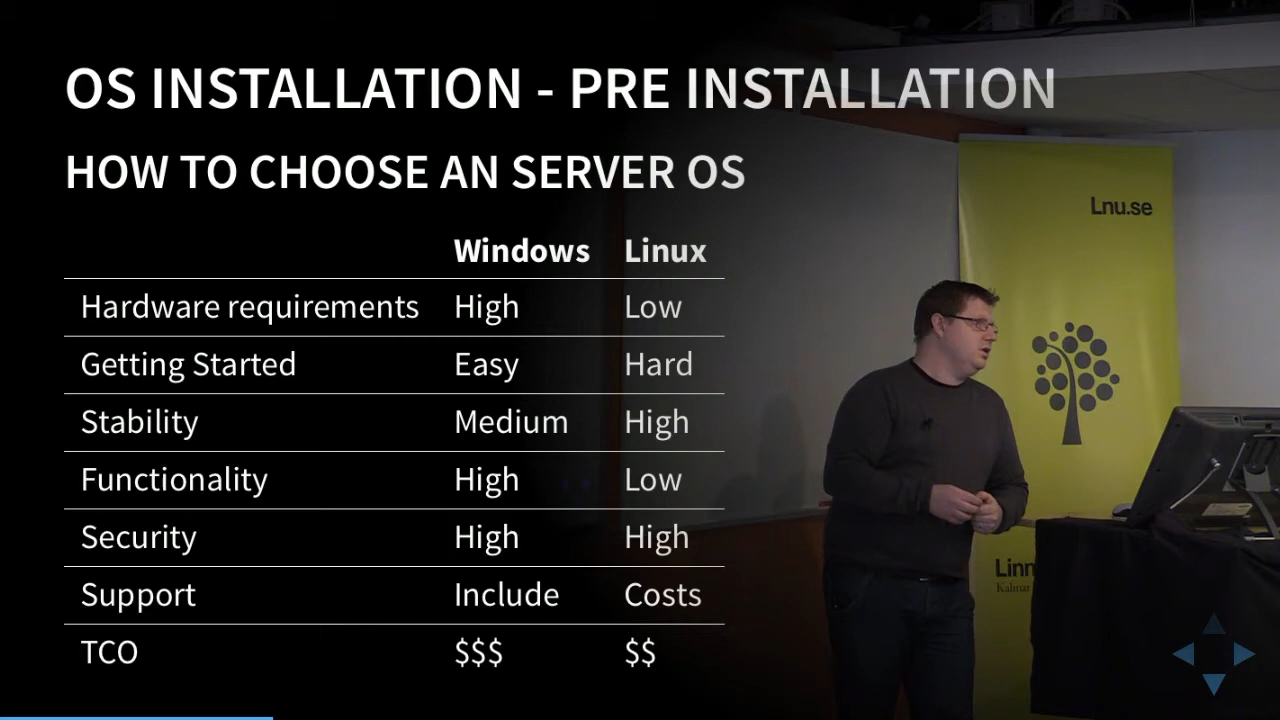 OS INSTALLATION - PRE INSTALLATION
HOW TO CHOOSE AN SERVER OS
Windows Linux
Hardware requirements High Low
Getting Started Easy Hard
Stability Medium High
Functionality High Low
Security High High
Support Include Costs
TCO $$$ $$
Lnu.se
Linn
Kalmar